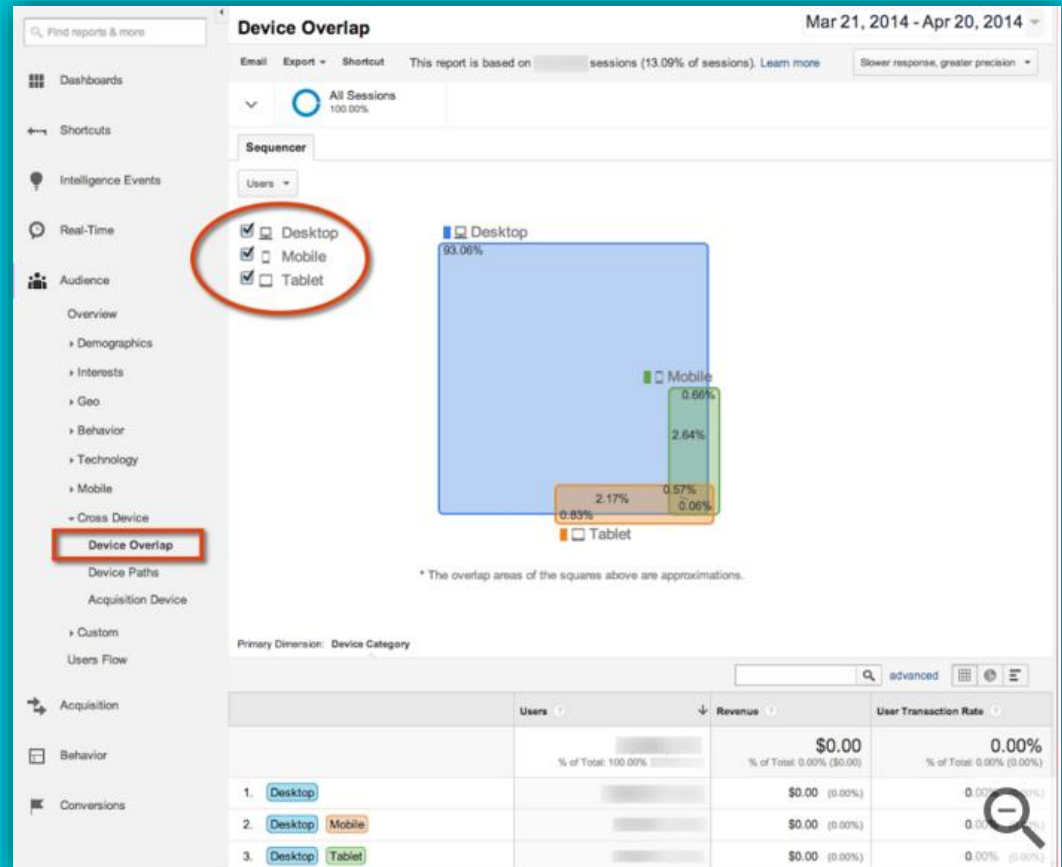 Find reports & more
Dashboards
Shortcuts
Intelligence Events
Real-Time
Audience
Overview
Demographics
Interests
Geo
Behavior
Technology
Mobile
Cross Device
Device Overlap
Device Paths
Acquisition Device
Custom
Users Flow
Acquisition
Behavior
Conversions
Device Overlap
Mar 21, 2014 - Apr 20, 2014
Email Export Shortcut This report is based on sessions (13.09% of sessions). Learn more Slower response, greater precision
All Sessions
100.00%
Sequencer
Users
Desktop
Mobile
Tablet
Desktop
93.06%
Mobile
0.66%
2.64%
0.57%
2.17%
0.06%
0.83%
Tablet
* The overlap areas of the squares above are approximations.
Primary Dimension: Device Category
advanced
Users Revenue User Transaction Rate
$0.00 0.00%
% of Total: 100.00% % of Total: 0.00% ($0.00) % of Total: 0.00% (0.00%)
1. Desktop $0.00 (0.00%)
2. Desktop Mobile $0.00 (0.00%)
3. Desktop Tablet $0.00 (0.00%) 0.00% (0.00%)